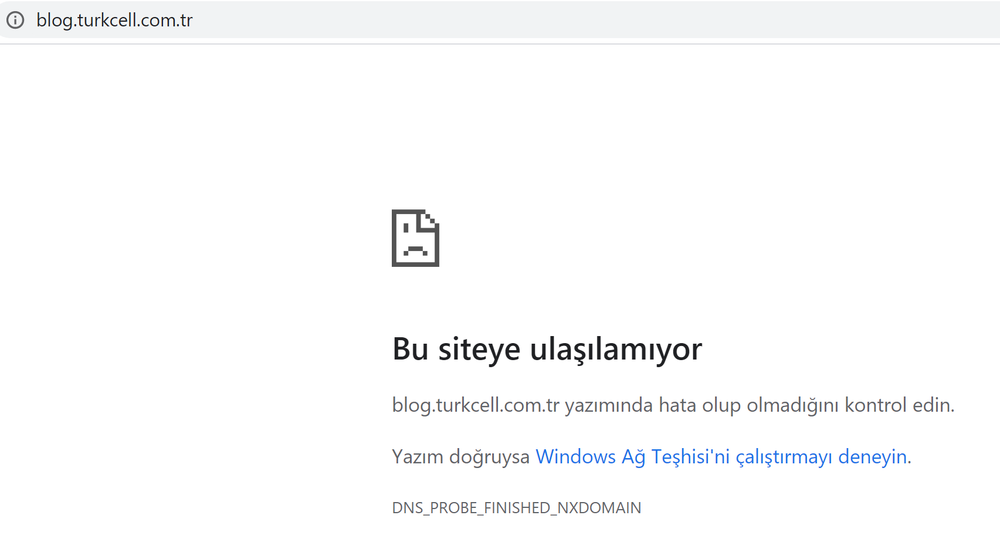 blog.turkcell.com.tr
Bu siteye ulaşılamıyor
blog.turkcell.com.tr yazımında hata olup olmadığını kontrol edin.
Yazım doğruysa Windows Ağ Teşhisi'ni çalıştırmayı deneyin.
DNS_PROBE_FINISHED_NXDOMAIN